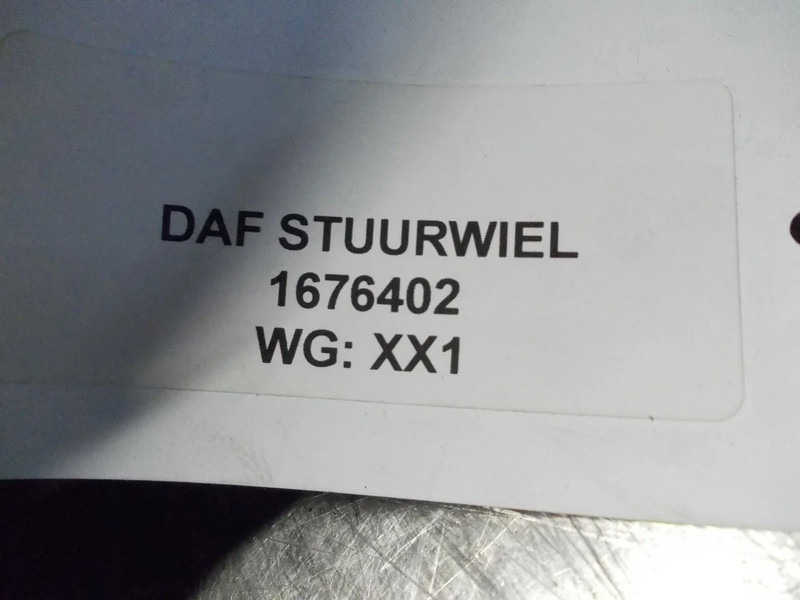 DAF STUURWIEL
1676402
WG: XX1